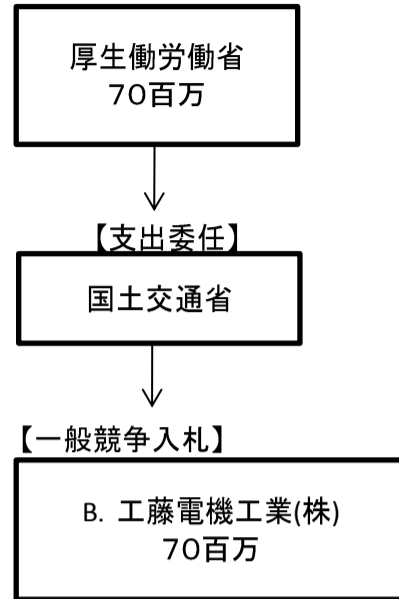 厚生働労働省
７０百万
【支出委任】
国土交通省
【一般競争入札】
B. 工藤電機工業(株)
７０百万